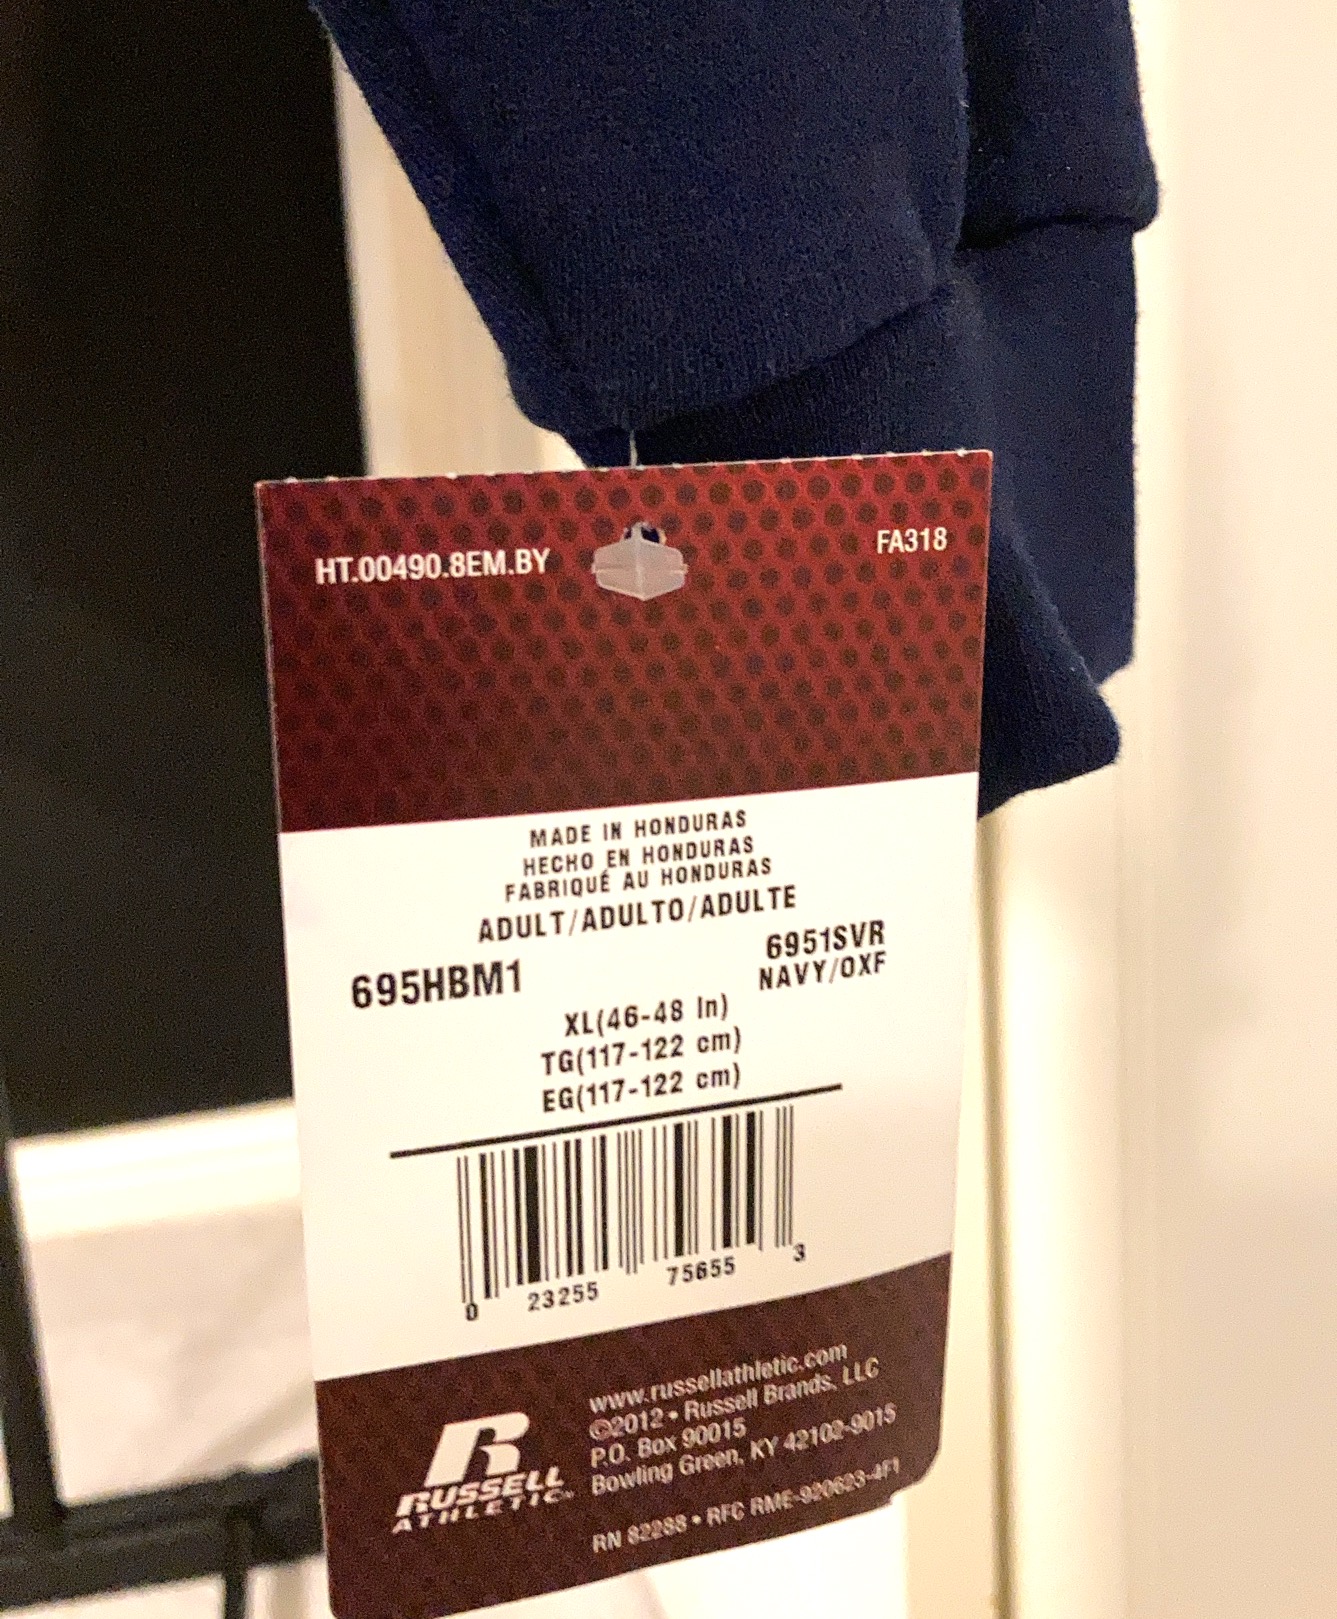 HT.00490.8EM.BY
FA318
MADE IN HONDURAS
HECHO EN HONDURAS
FABRIQUÉ AU HONDURAS
ADULT/ADULTO/ADULTE
695HBM1
6951SVR
NAVY/OXF
XL(46-48 In)
TG(117-122 cm)
EG(117-122 cm)
0 23255 75655 3
www.russellathletic.com
©2012 • Russell Brands, LLC
P.O. Box 90015
Bowling Green, KY 42102-9015
RN 82288 • RFC RME-920623-4F1
RUSSELL
ATHLETIC